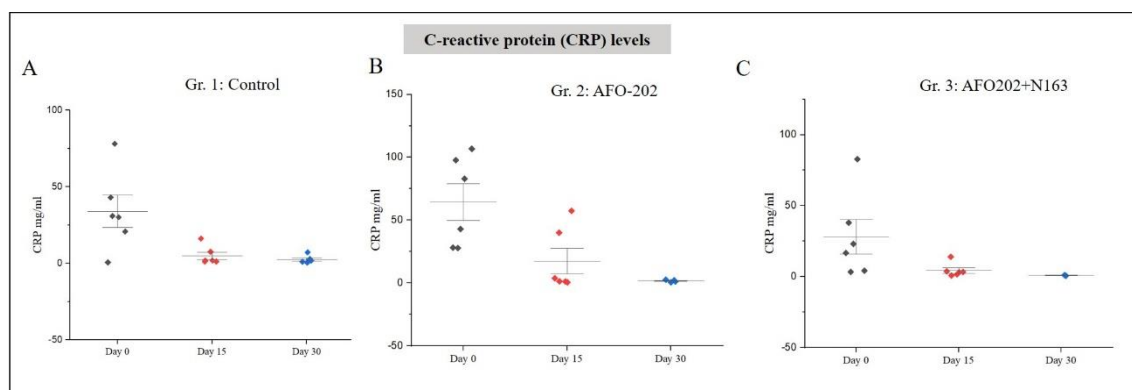 C-reactive protein (CRP) levels
A
Gr. 1: Control
100
50
0
-50
CRP mg/ml
Day 0
Day 15
Day 30
B
Gr. 2: AFO-202
150
100
50
0
-50
CRP mg/ml
Day 0
Day 15
Day 30
C
Gr. 3: AFO202+N163
100
50
0
-50
CRP mg/ml
Day 0
Day 15
Day 30